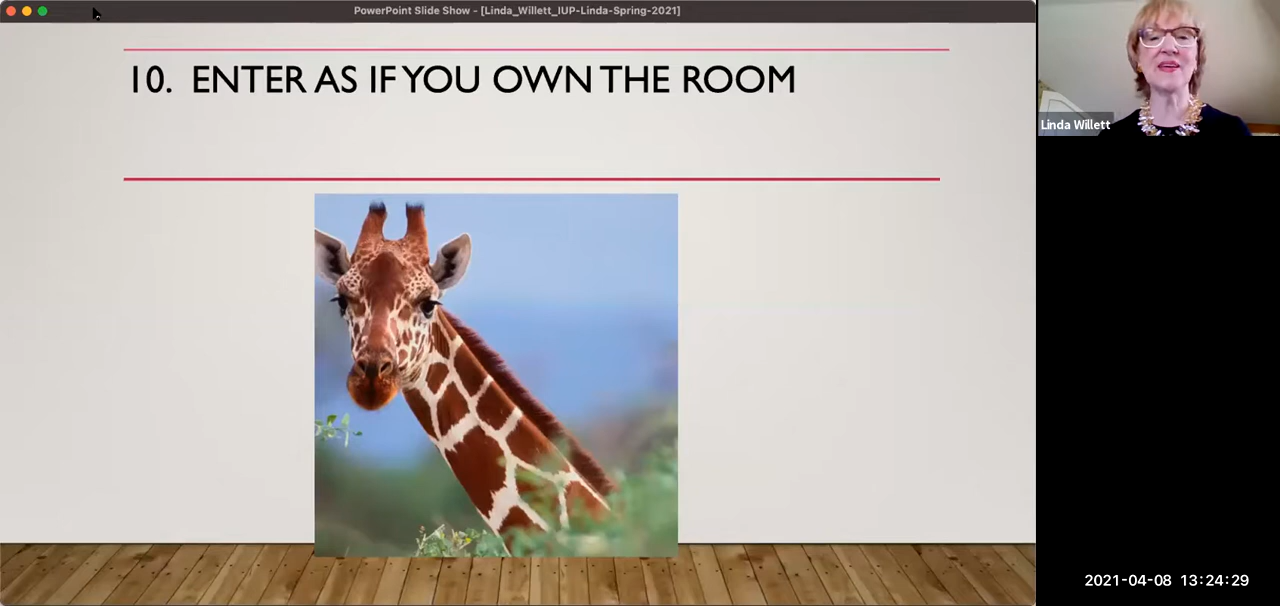 PowerPoint Slide Show - [Linda_Willett_IUP-Linda-Spring-2021]
10. ENTER AS IF YOU OWN THE ROOM
Linda Willett
2021-04-08 13:24:29